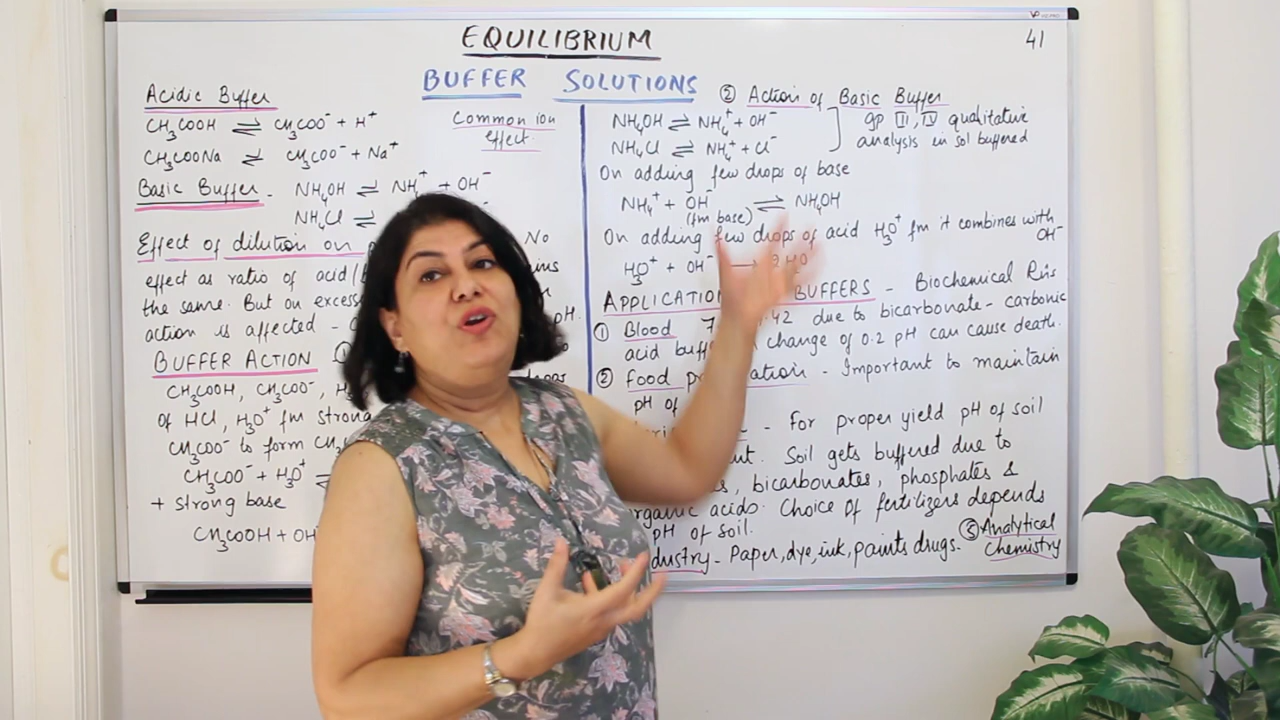 EQUILIBRIUM
41
BUFFER SOLUTIONS
Acidic Buffer
CH₃COOH ⇌ CH₃COO⁻ + H⁺
CH₃COONa ⇌ CH₃COO⁻ + Na⁺
Common ion
effect.
Basic Buffer - NH₄OH ⇌ NH₄⁺ + OH⁻
NH₄Cl ⇌
Effect of dilution on No
effect as ratio of acid/
the same. But on excess
action is affected - pH.
BUFFER ACTION
CH₃COOH, CH₃COO⁻,
of HCl, H₃O⁺ fm strong
CH₃COO⁻ to form
CH₃COO⁻ + H₃O⁺ ⇌
+ strong base
CH₃COOH + OH
② Action of Basic Buffer
NH₄OH ⇌ NH₄⁺ + OH⁻
NH₄Cl ⇌ NH₄⁺ + Cl⁻
gp III, IV qualitative
analysis in sol buffered
On adding few drops of base
NH₄⁺ + OH⁻ ⇌ NH₄OH
(fm base)
On adding few drops of acid H₃O⁺ fm it combines with
OH⁻
H₃O⁺ + OH⁻ → 2H₂O
APPLICATION BUFFERS - Biochemical Rxns
① Blood 7 .42 due to bicarbonate - carbonic
acid change of 0.2 pH can cause death.
② Food - Important to maintain
pH of
- For proper yield pH of soil
Soil gets buffered due to
bicarbonates, phosphates &
organic acids. Choice of fertilizers depends
pH of soil.
Industry - Paper, dye, ink, paints drugs. ⑤ Analytical
Chemistry